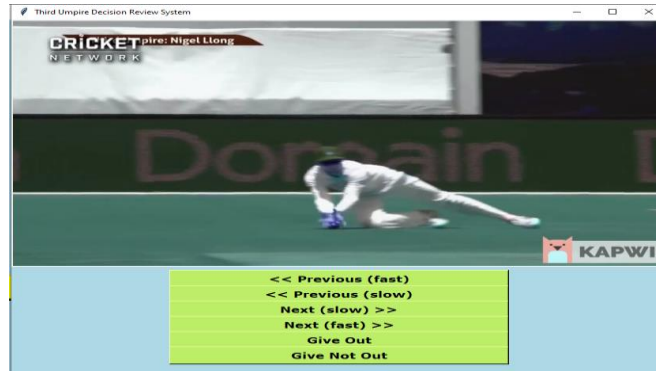 Third Umpire Decision Review System
CRICKET pire: Nigel Llong
NETWORK
Domain
KAPWI
<< Previous (fast)
<< Previous (slow)
Next (slow) >>
Next (fast) >>
Give Out
Give Not Out